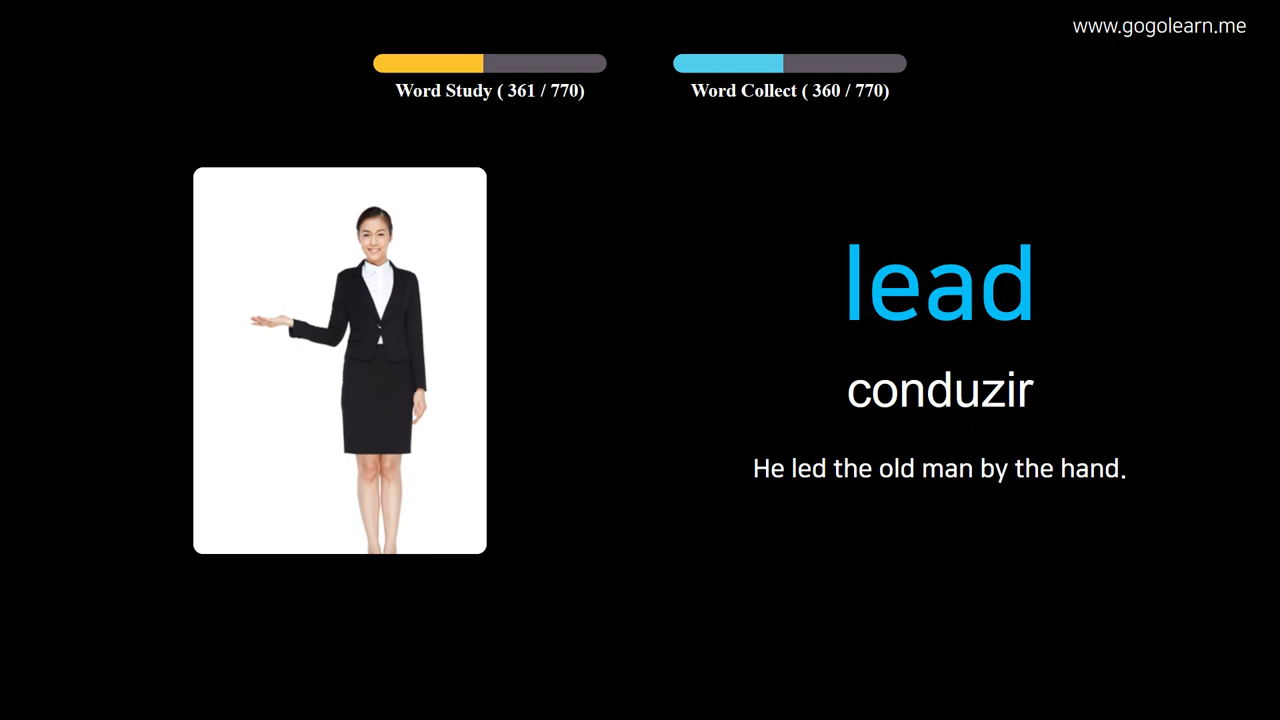 www.gogolearn.me
Word Study ( 361 / 770)
Word Collect ( 360 / 770)
lead
conduzir
He led the old man by the hand.